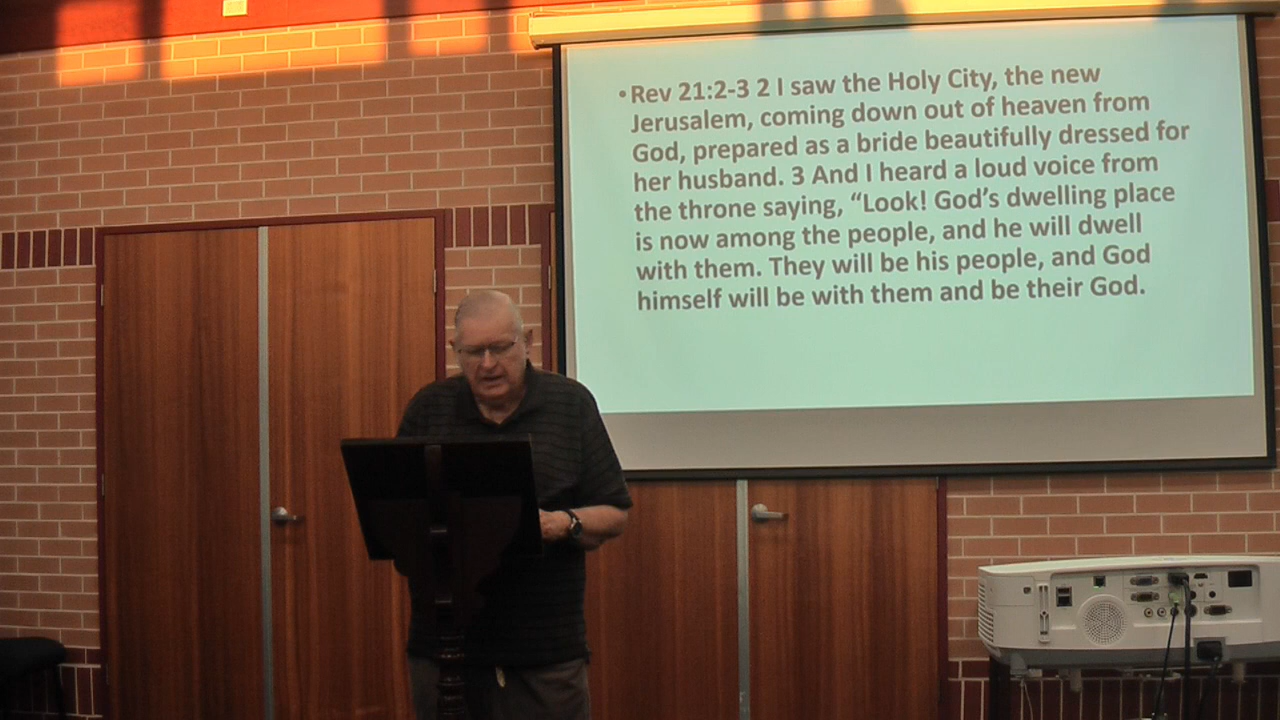 • Rev 21:2-3 2 I saw the Holy City, the new
Jerusalem, coming down out of heaven from
God, prepared as a bride beautifully dressed for
her husband. 3 And I heard a loud voice from
the throne saying, “Look! God’s dwelling place
is now among the people, and he will dwell
with them. They will be his people, and God
himself will be with them and be their God.